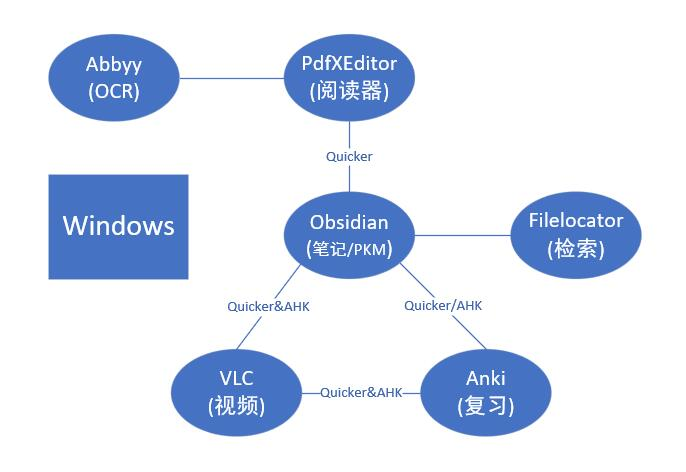 Abbyy
(OCR)
PdfXEditor
(阅读器)
Quicker
Windows
Obsidian
(笔记/PKM)
Filelocator
(检索)
Quicker&AHK
Quicker/AHK
VLC
(视频)
Quicker&AHK
Anki
(复习)